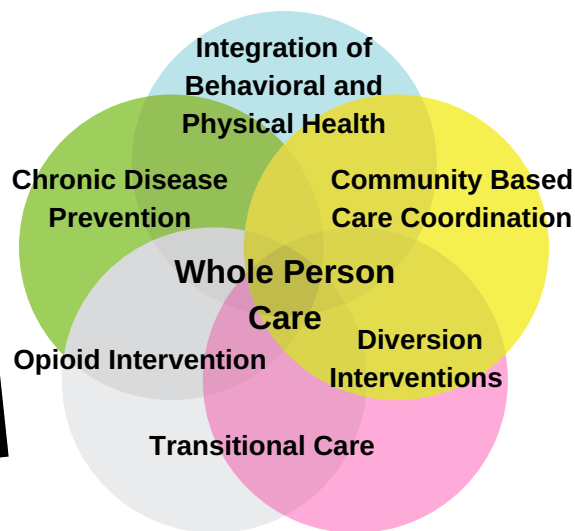 Integration of
Behavioral and
Physical Health
Chronic Disease
Prevention
Community Based
Care Coordination
Whole Person
Care
Opioid Intervention
Diversion
Interventions
Transitional Care